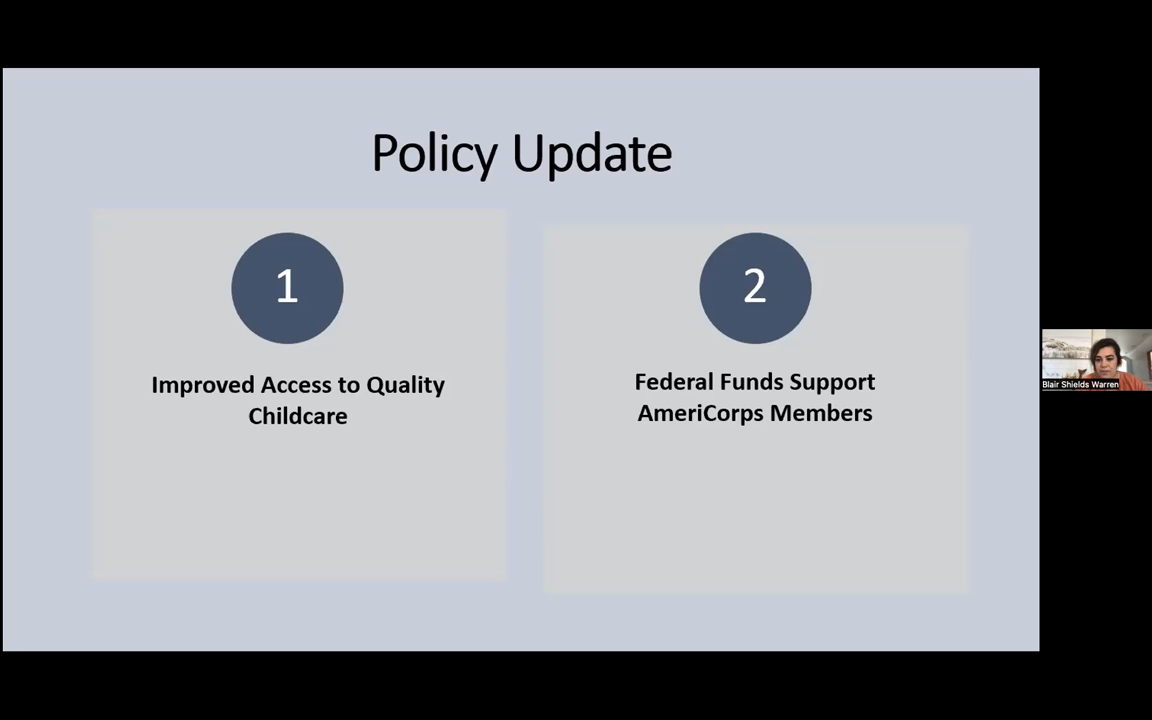 Policy Update
1
Improved Access to Quality
Childcare
2
Federal Funds Support
AmeriCorps Members
Blair Shields Warren